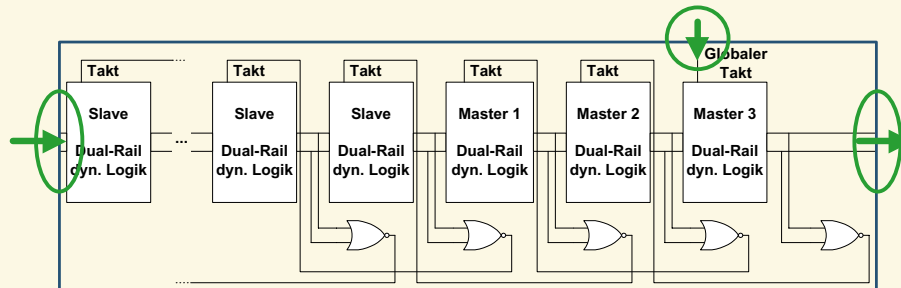 Globaler
Takt
Takt
Takt
Takt
Takt
Takt
Slave
Slave
Slave
Master 1
Master 2
Master 3
...
Dual-Rail
dyn. Logik
Dual-Rail
dyn. Logik
Dual-Rail
dyn. Logik
Dual-Rail
dyn. Logik
Dual-Rail
dyn. Logik
Dual-Rail
dyn. Logik